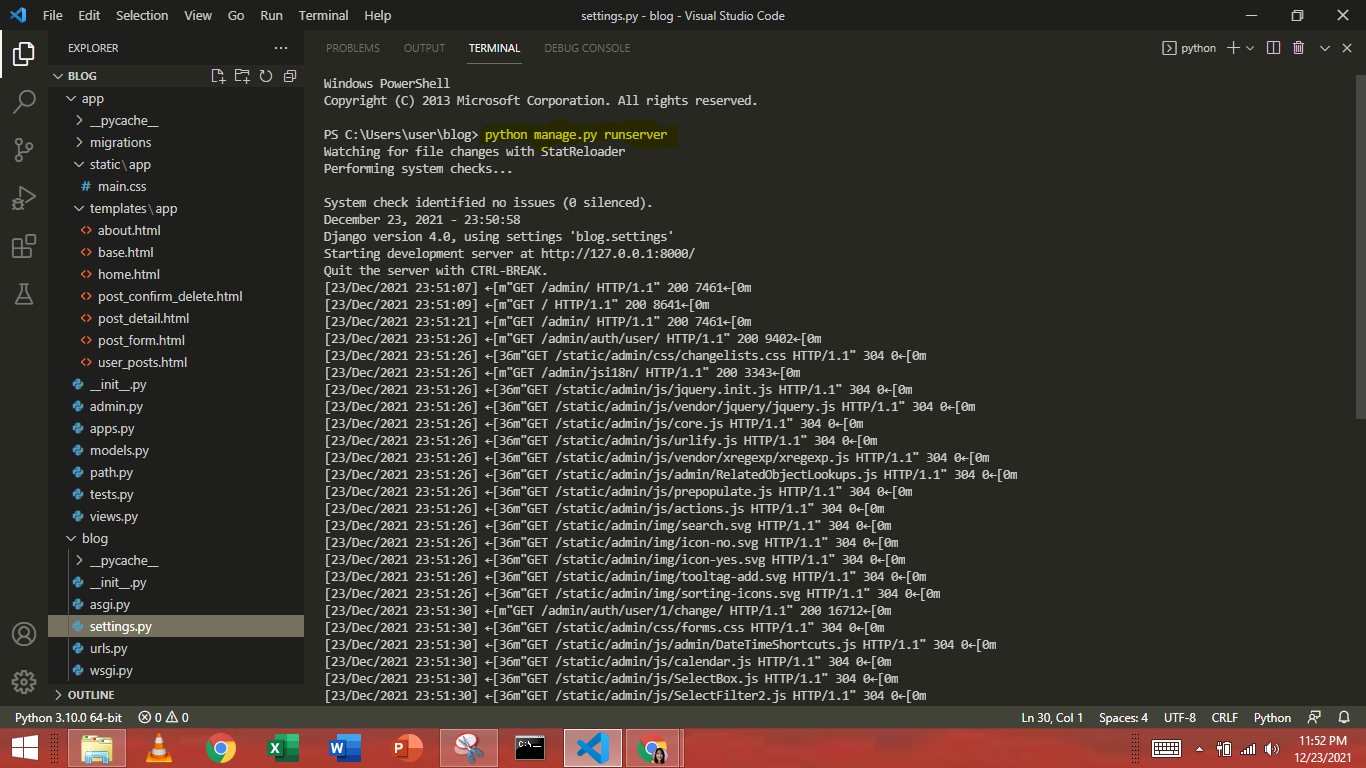 File Edit Selection View Go Run Terminal Help settings.py - blog - Visual Studio Code
EXPLORER
BLOG
app
__pycache__
migrations
static\app
main.css
templates\app
about.html
base.html
home.html
post_confirm_delete.html
post_detail.html
post_form.html
user_posts.html
__init__.py
admin.py
apps.py
models.py
path.py
tests.py
views.py
blog
__pycache__
__init__.py
asgi.py
settings.py
urls.py
wsgi.py
OUTLINE
PROBLEMS OUTPUT TERMINAL DEBUG CONSOLE python
Windows PowerShell
Copyright (C) 2013 Microsoft Corporation. All rights reserved.
PS C:\Users\user\blog> python manage.py runserver
Watching for file changes with StatReloader
Performing system checks...
System check identified no issues (0 silenced).
December 23, 2021 - 23:50:58
Django version 4.0, using settings 'blog.settings'
Starting development server at http://127.0.0.1:8000/
Quit the server with CTRL-BREAK.
[23/Dec/2021 23:51:07] ←[m"GET /admin/ HTTP/1.1" 200 7461←[0m
[23/Dec/2021 23:51:09] ←[m"GET / HTTP/1.1" 200 8641←[0m
[23/Dec/2021 23:51:21] ←[m"GET /admin/ HTTP/1.1" 200 7461←[0m
[23/Dec/2021 23:51:26] ←[m"GET /admin/auth/user/ HTTP/1.1" 200 9402←[0m
[23/Dec/2021 23:51:26] ←[36m"GET /static/admin/css/changelists.css HTTP/1.1" 304 0←[0m
[23/Dec/2021 23:51:26] ←[m"GET /admin/jsi18n/ HTTP/1.1" 200 3343←[0m
[23/Dec/2021 23:51:26] ←[36m"GET /static/admin/js/jquery.init.js HTTP/1.1" 304 0←[0m
[23/Dec/2021 23:51:26] ←[36m"GET /static/admin/js/vendor/jquery/jquery.js HTTP/1.1" 304 0←[0m
[23/Dec/2021 23:51:26] ←[36m"GET /static/admin/js/core.js HTTP/1.1" 304 0←[0m
[23/Dec/2021 23:51:26] ←[36m"GET /static/admin/js/urlify.js HTTP/1.1" 304 0←[0m
[23/Dec/2021 23:51:26] ←[36m"GET /static/admin/js/vendor/xregexp/xregexp.js HTTP/1.1" 304 0←[0m
[23/Dec/2021 23:51:26] ←[36m"GET /static/admin/js/admin/RelatedObjectLookups.js HTTP/1.1" 304 0←[0m
[23/Dec/2021 23:51:26] ←[36m"GET /static/admin/js/prepopulate.js HTTP/1.1" 304 0←[0m
[23/Dec/2021 23:51:26] ←[36m"GET /static/admin/js/actions.js HTTP/1.1" 304 0←[0m
[23/Dec/2021 23:51:26] ←[36m"GET /static/admin/img/search.svg HTTP/1.1" 304 0←[0m
[23/Dec/2021 23:51:26] ←[36m"GET /static/admin/img/icon-no.svg HTTP/1.1" 304 0←[0m
[23/Dec/2021 23:51:26] ←[36m"GET /static/admin/img/icon-yes.svg HTTP/1.1" 304 0←[0m
[23/Dec/2021 23:51:26] ←[36m"GET /static/admin/img/tooltag-add.svg HTTP/1.1" 304 0←[0m
[23/Dec/2021 23:51:26] ←[36m"GET /static/admin/img/sorting-icons.svg HTTP/1.1" 304 0←[0m
[23/Dec/2021 23:51:30] ←[m"GET /admin/auth/user/1/change/ HTTP/1.1" 200 16712←[0m
[23/Dec/2021 23:51:30] ←[36m"GET /static/admin/css/forms.css HTTP/1.1" 304 0←[0m
[23/Dec/2021 23:51:30] ←[36m"GET /static/admin/js/admin/DateTimeShortcuts.js HTTP/1.1" 304 0←[0m
[23/Dec/2021 23:51:30] ←[36m"GET /static/admin/js/calendar.js HTTP/1.1" 304 0←[0m
[23/Dec/2021 23:51:30] ←[36m"GET /static/admin/js/SelectBox.js HTTP/1.1" 304 0←[0m
[23/Dec/2021 23:51:30] ←[36m"GET /static/admin/js/SelectFilter2.js HTTP/1.1" 304 0←[0m
Python 3.10.0 64-bit 0 0 Ln 30, Col 1 Spaces: 4 UTF-8 CRLF Python
11:52 PM
12/23/2021